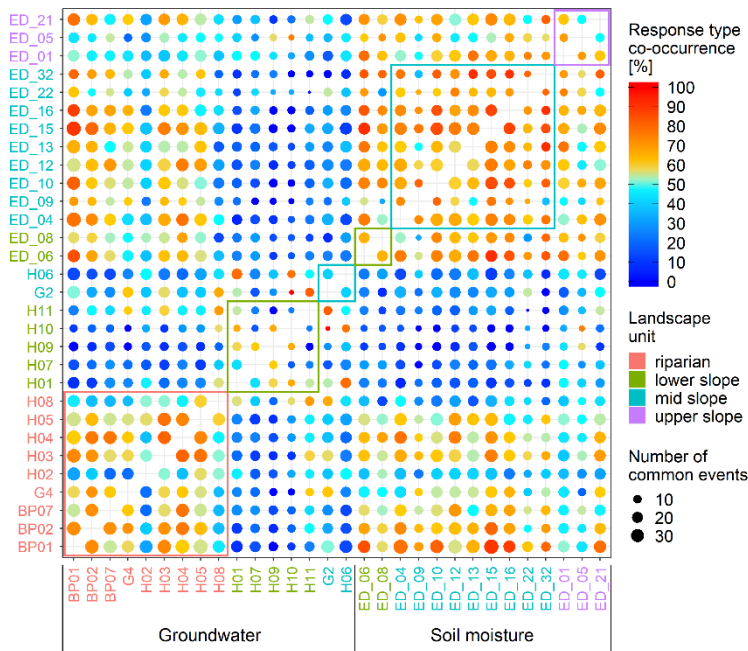 ED_21
ED_05
ED_01
ED_32
ED_22
ED_16
ED_15
ED_13
ED_12
ED_10
ED_09
ED_04
ED_08
ED_06
H06
G2
H11
H10
H09
H07
H01
H08
H05
H04
H03
H02
G4
BP07
BP02
BP01
BP01 BP02 BP07 G4 H02 H03 H04 H05 H08 H01 H07 H09 H10 H11 G2 H06 ED_06 ED_08 ED_04 ED_09 ED_10 ED_12 ED_13 ED_15 ED_16 ED_22 ED_32 ED_01 ED_05 ED_21
Groundwater Soil moisture
Response type
co-occurrence
[%]
100
90
80
70
60
50
40
30
20
10
0
Landscape
unit
riparian
lower slope
mid slope
upper slope
Number of
common events
10
20
30